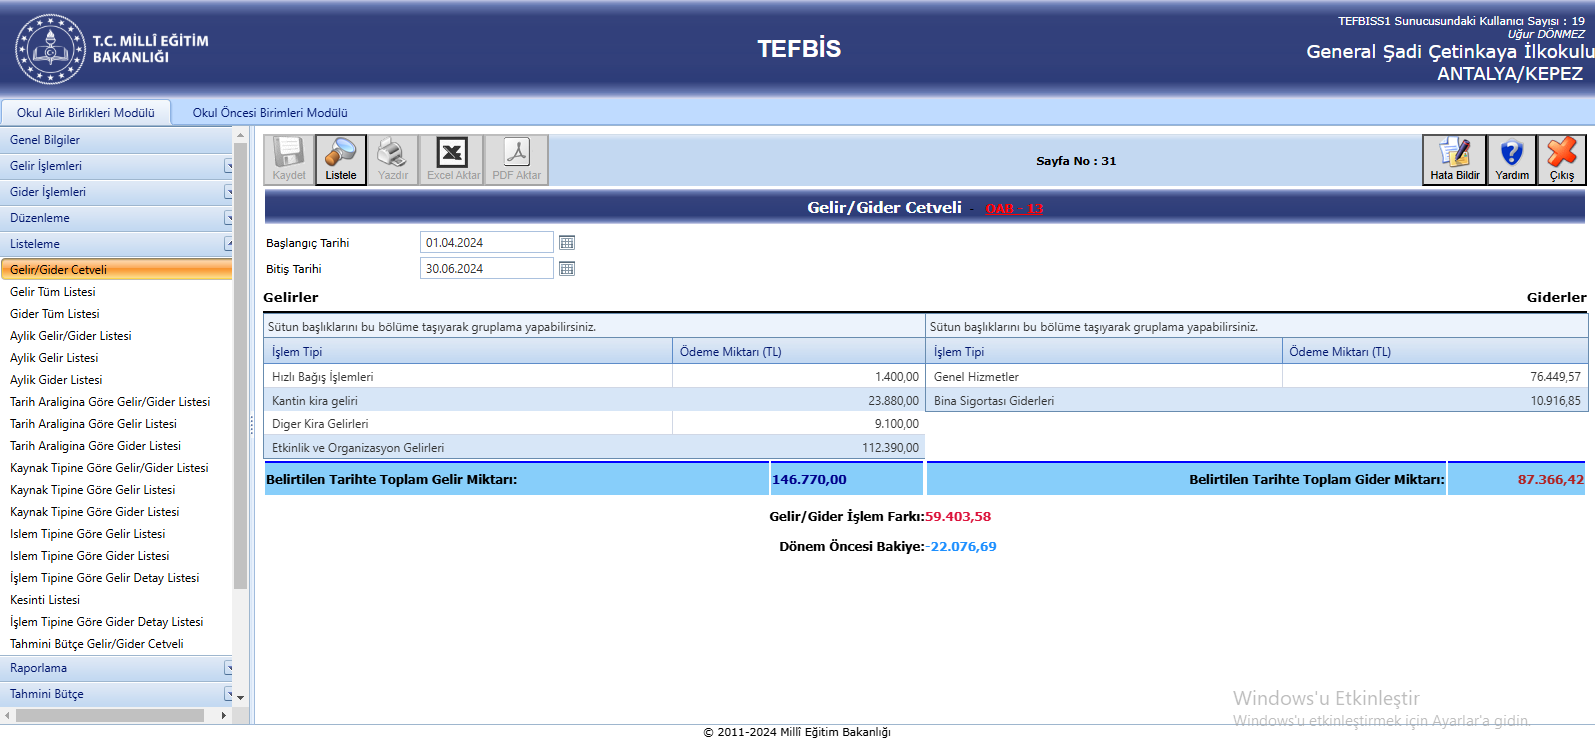 TEFBISS1 Sunucusundaki Kullanıcı Sayısı : 19
Uğur DÖNMEZ
T.C. MİLLÎ EĞİTİM
BAKANLIĞI
TEFBİS
General Şadi Çetinkaya İlkokulu
ANTALYA/KEPEZ
Okul Aile Birlikleri Modülü
Okul Öncesi Birimleri Modülü
Genel Bilgiler
Gelir İşlemleri
Gider İşlemleri
Düzenleme
Listeleme
Gelir/Gider Cetveli
Gelir Tüm Listesi
Gider Tüm Listesi
Aylik Gelir/Gider Listesi
Aylik Gelir Listesi
Aylik Gider Listesi
Tarih Araligina Göre Gelir/Gider Listesi
Tarih Araligina Göre Gelir Listesi
Tarih Araligina Göre Gider Listesi
Kaynak Tipine Göre Gelir/Gider Listesi
Kaynak Tipine Göre Gelir Listesi
Kaynak Tipine Göre Gider Listesi
Islem Tipine Göre Gelir Listesi
Islem Tipine Göre Gider Listesi
İşlem Tipine Göre Gelir Detay Listesi
Kesinti Listesi
İşlem Tipine Göre Gider Detay Listesi
Tahmini Bütçe Gelir/Gider Cetveli
Raporlama
Tahmini Bütçe
Kaydet
Listele
Yazdır
Excel Aktar
PDF Aktar
Sayfa No : 31
Hata Bildir
Yardım
Çıkış
Gelir/Gider Cetveli - OAB - 13
Başlangıç Tarihi 01.04.2024
Bitiş Tarihi 30.06.2024
Gelirler
Giderler
Sütun başlıklarını bu bölüme taşıyarak gruplama yapabilirsiniz.
İşlem Tipi Ödeme Miktarı (TL)
Hızlı Bağış İşlemleri 1.400,00
Kantin kira geliri 23.880,00
Diger Kira Gelirleri 9.100,00
Etkinlik ve Organizasyon Gelirleri 112.390,00
Sütun başlıklarını bu bölüme taşıyarak gruplama yapabilirsiniz.
İşlem Tipi Ödeme Miktarı (TL)
Genel Hizmetler 76.449,57
Bina Sigortası Giderleri 10.916,85
Belirtilen Tarihte Toplam Gelir Miktarı: 146.770,00
Belirtilen Tarihte Toplam Gider Miktarı: 87.366,42
Gelir/Gider İşlem Farkı:59.403,58
Dönem Öncesi Bakiye:-22.076,69
Windows'u Etkinleştir
Windows'u etkinleştirmek için Ayarlar'a gidin.
© 2011-2024 Millî Eğitim Bakanlığı